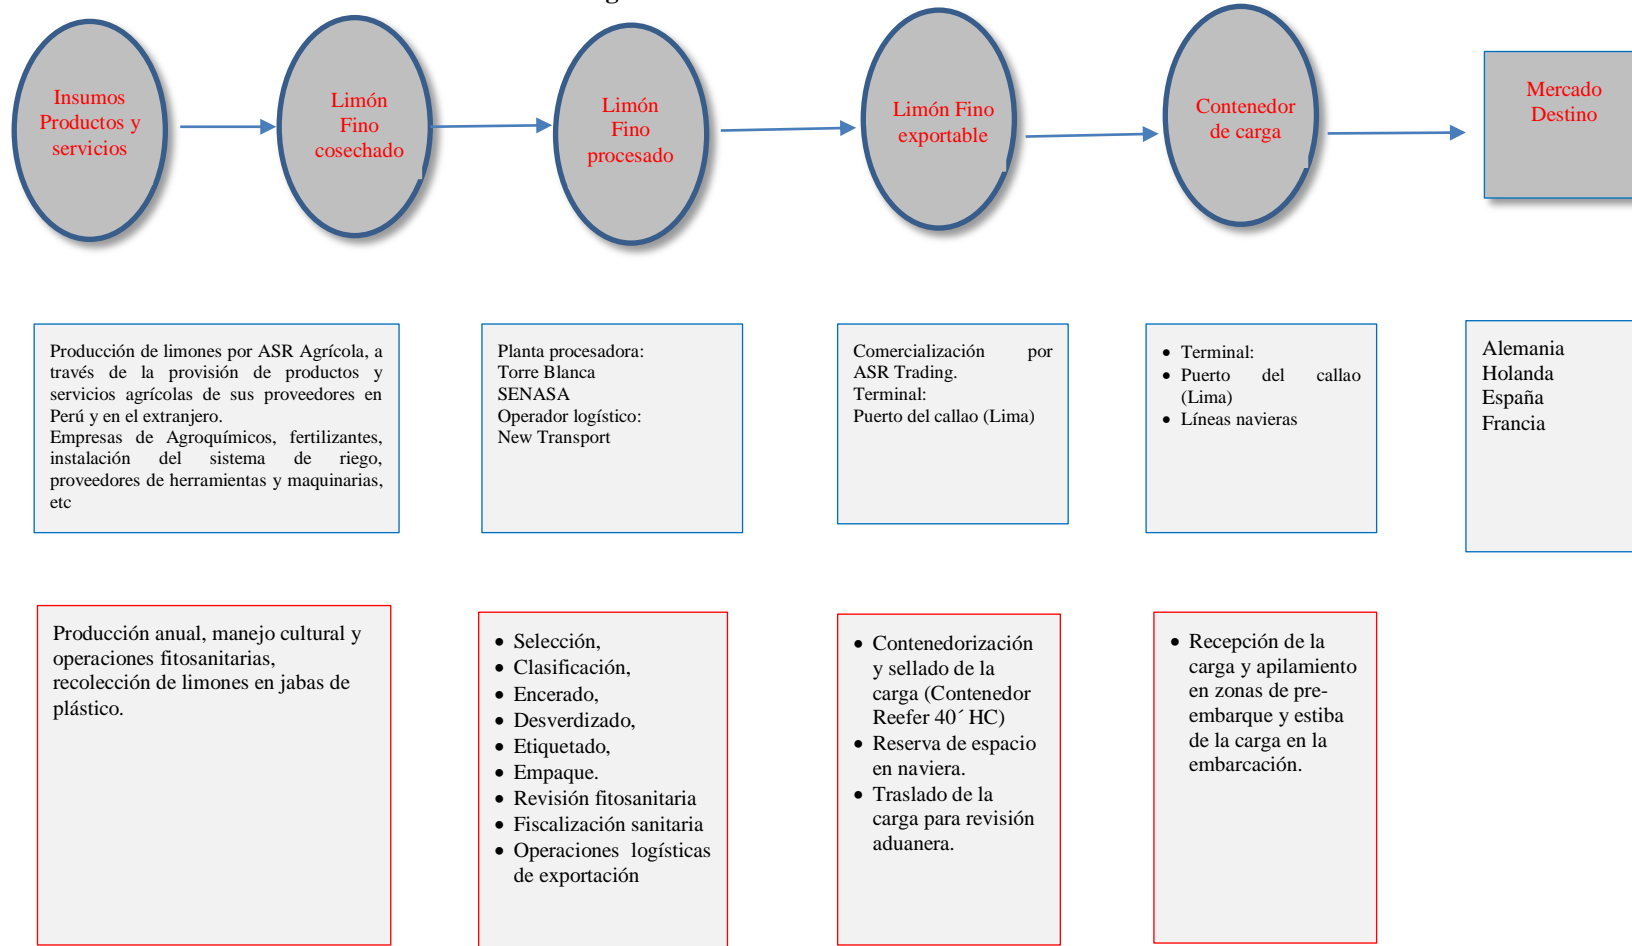 Insumos
Productos y
servicios
Limón
Fino
cosechado
Limón
Fino
procesado
Limón Fino
exportable
Contenedor
de carga
Mercado
Destino
Producción de limones por ASR Agrícola, a
través de la provisión de productos y
servicios agrícolas de sus proveedores en
Perú y en el extranjero.
Empresas de Agroquímicos, fertilizantes,
instalación del sistema de riego,
proveedores de herramientas y maquinarias,
etc
Planta procesadora:
Torre Blanca
SENASA
Operador logístico:
New Transport
Comercialización por
ASR Trading.
Terminal:
Puerto del callao (Lima)
• Terminal:
• Puerto del callao
(Lima)
• Líneas navieras
Alemania
Holanda
España
Francia
Producción anual, manejo cultural y
operaciones fitosanitarias,
recolección de limones en jabas de
plástico.
• Selección,
• Clasificación,
• Encerado,
• Desverdizado,
• Etiquetado,
• Empaque.
• Revisión fitosanitaria
• Fiscalización sanitaria
• Operaciones logísticas
de exportación
• Contenedorización
y sellado de la
carga (Contenedor
Reefer 40´ HC)
• Reserva de espacio
en naviera.
• Traslado de la
carga para revisión
aduanera.
• Recepción de la
carga y apilamiento
en zonas de pre-
embarque y estiba
de la carga en la
embarcación.